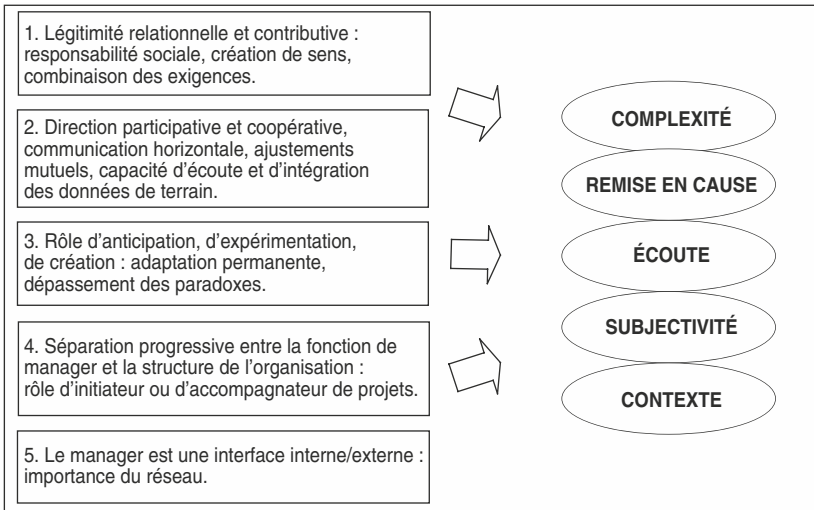 1. Légitimité relationnelle et contributive :
responsabilité sociale, création de sens,
combinaison des exigences.
2. Direction participative et coopérative,
communication horizontale, ajustements
mutuels, capacité d'écoute et d'intégration
des données de terrain.
3. Rôle d'anticipation, d'expérimentation,
de création : adaptation permanente,
dépassement des paradoxes.
4. Séparation progressive entre la fonction de
manager et la structure de l'organisation :
rôle d'initiateur ou d'accompagnateur de projets.
5. Le manager est une interface interne/externe :
importance du réseau.
COMPLEXITÉ
REMISE EN CAUSE
ÉCOUTE
SUBJECTIVITÉ
CONTEXTE